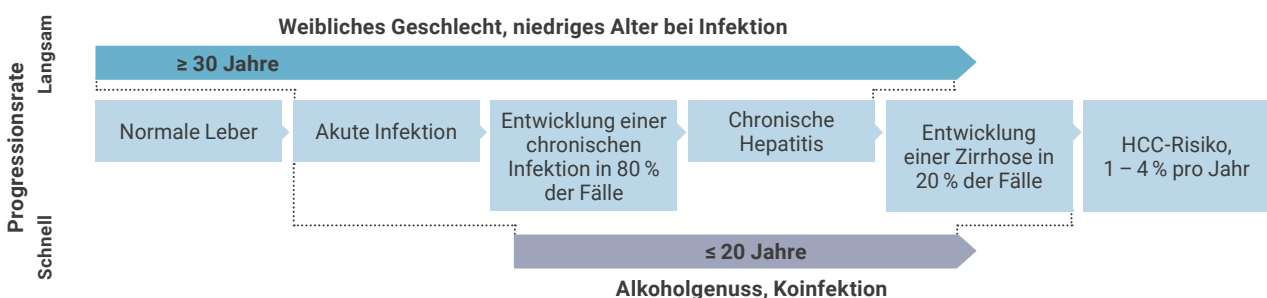 Weibliches Geschlecht, niedriges Alter bei Infektion
Progressionsrate
Langsam
≥ 30 Jahre
Normale Leber
Akute Infektion
Entwicklung einer
chronischen
Infektion in 80 %
der Fälle
Chronische
Hepatitis
Entwicklung
einer Zirrhose in
20 % der Fälle
HCC-Risiko,
1 – 4 % pro Jahr
Schnell
≤ 20 Jahre
Alkoholgenuss, Koinfektion